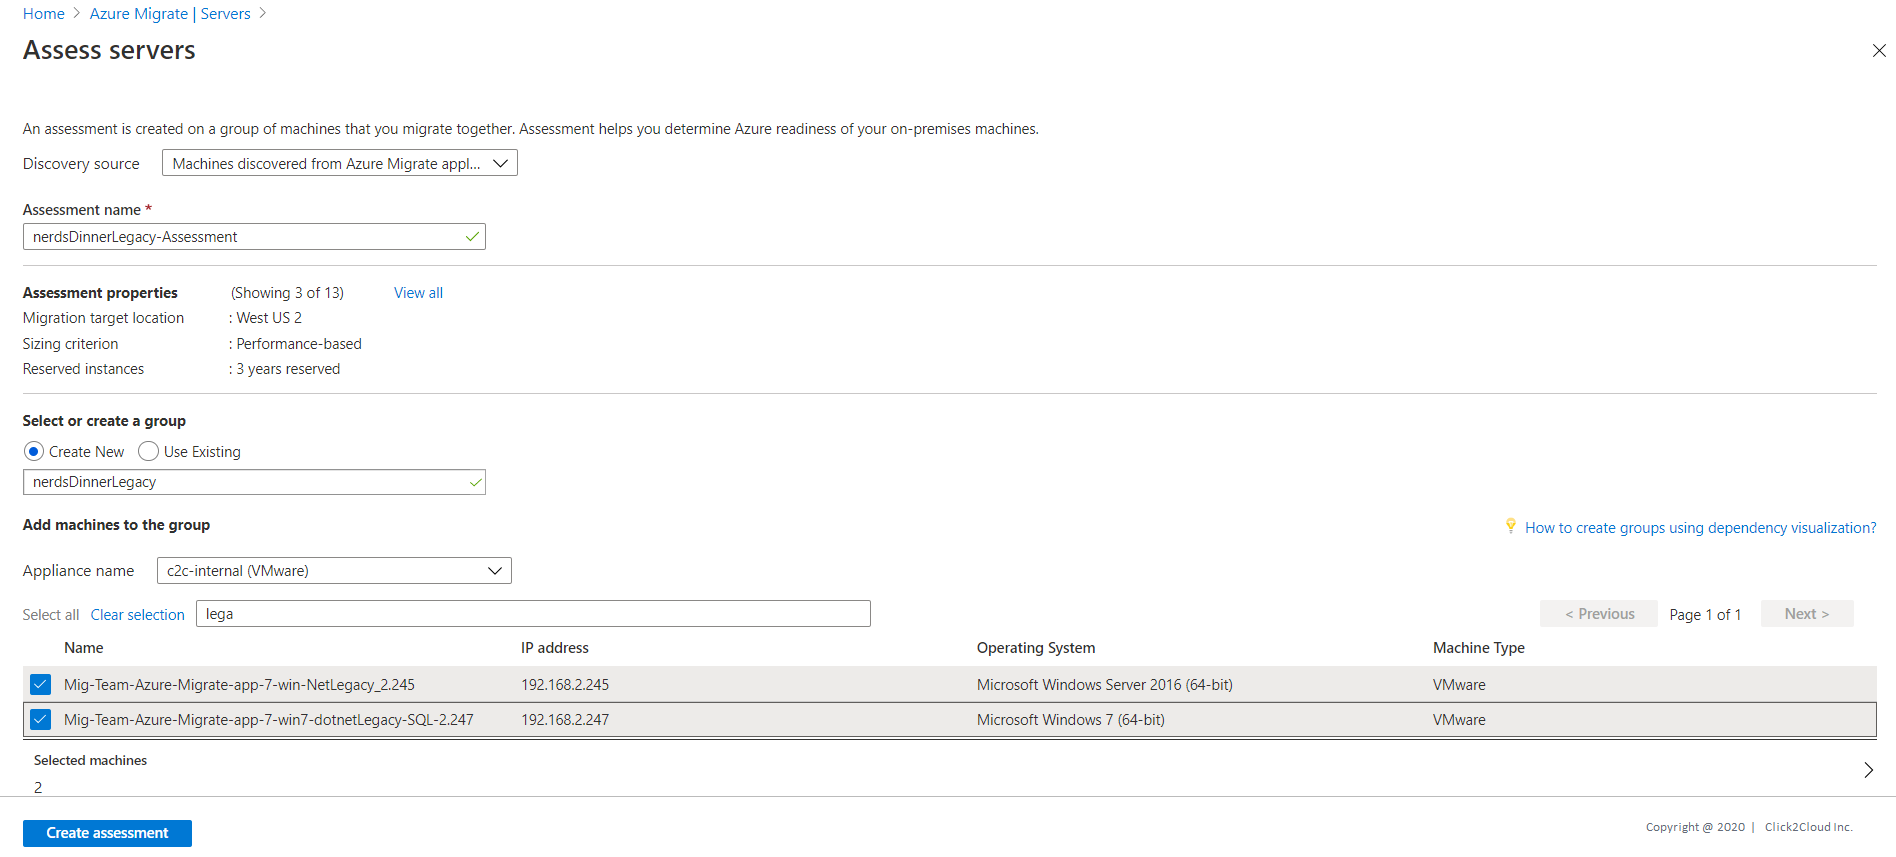 Home > Azure Migrate | Servers >
Assess servers
An assessment is created on a group of machines that you migrate together. Assessment helps you determine Azure readiness of your on-premises machines.
Discovery source Machines discovered from Azure Migrate appl...
Assessment name *
nerdsDinnerLegacy-Assessment
Assessment properties (Showing 3 of 13) View all
Migration target location : West US 2
Sizing criterion : Performance-based
Reserved instances : 3 years reserved
Select or create a group
Create New Use Existing
nerdsDinnerLegacy
Add machines to the group How to create groups using dependency visualization?
Appliance name c2c-internal (VMware)
Select all Clear selection lega < Previous Page 1 of 1 Next >
Name IP address Operating System Machine Type
Mig-Team-Azure-Migrate-app-7-win-NetLegacy_2.245 192.168.2.245 Microsoft Windows Server 2016 (64-bit) VMware
Mig-Team-Azure-Migrate-app-7-win7-dotnetLegacy-SQL-2.247 192.168.2.247 Microsoft Windows 7 (64-bit) VMware
Selected machines
2
Create assessment Copyright @ 2020 | Click2Cloud Inc.